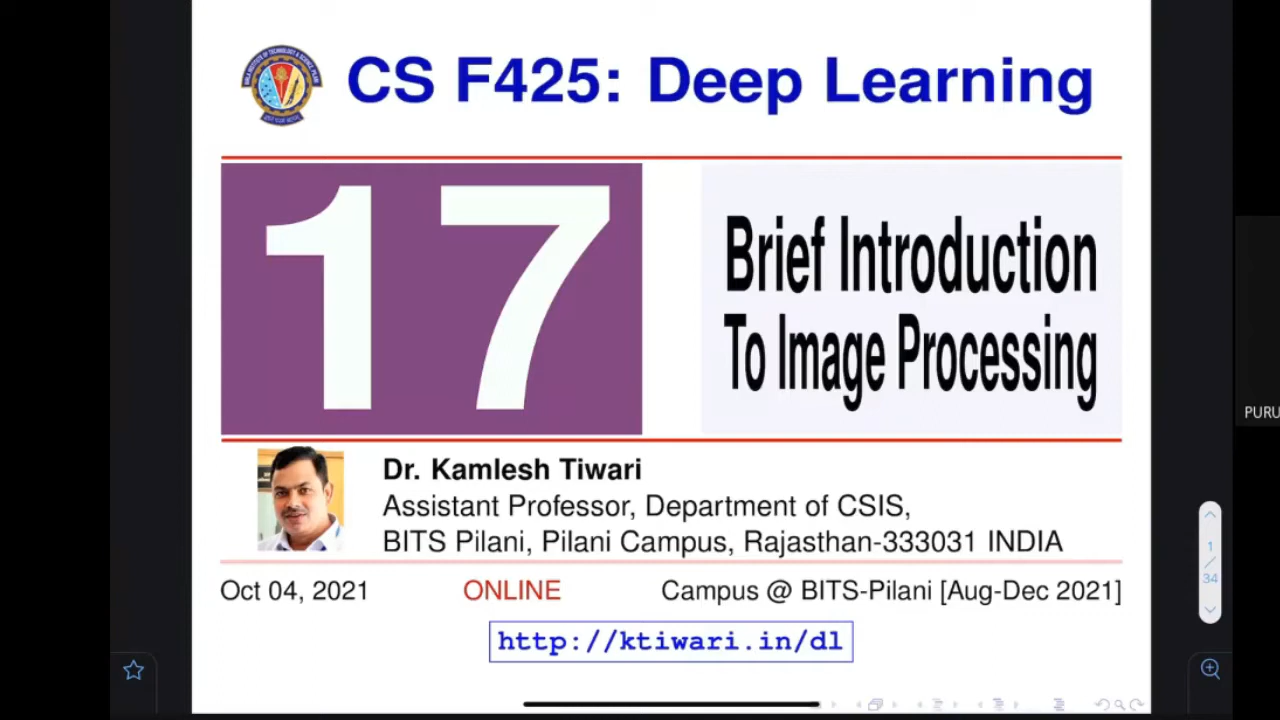 CS F425: Deep Learning
17
Brief Introduction
To Image Processing
Dr. Kamlesh Tiwari
Assistant Professor, Department of CSIS,
BITS Pilani, Pilani Campus, Rajasthan-333031 INDIA
Oct 04, 2021 ONLINE Campus @ BITS-Pilani [Aug-Dec 2021]
http://ktiwari.in/dl
PURU
1
/
34